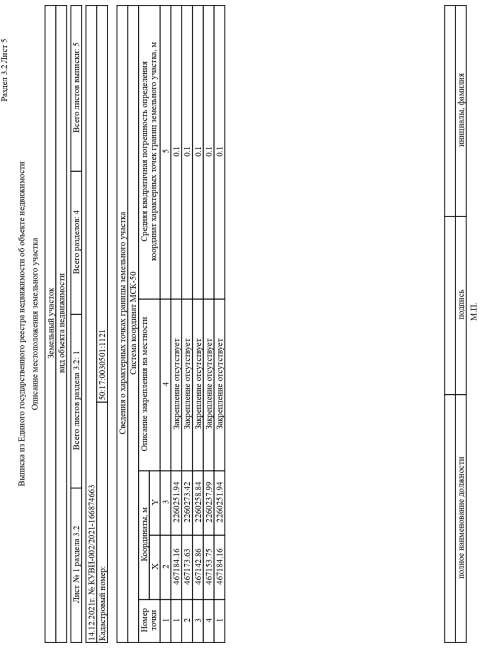 Раздел 3.2 Лист 5
Выписка из Единого государственного реестра недвижимости об объекте недвижимости
Описание местоположения земельного участка
Земельный участок
вид объекта недвижимости
Лист № 1 раздела 3.2 Всего листов раздела 3.2: 1 Всего разделов: 4 Всего листов выписки: 5
14.12.2021г. № КУВИ-002/2021-166874663
Кадастровый номер: 50:17:0030501:1121
Сведения о характерных точках границы земельного участка
Система координат МСК-50
Номер точки Координаты, м Описание закрепления на местности Средняя квадратичная погрешность определения координат характерных точек границ земельного участка, м
X Y
1 2 3 4 5
1 467184.16 2260251.94 Закрепление отсутствует 0.1
2 467173.63 2260273.42 Закрепление отсутствует 0.1
3 467142.86 2260258.84 Закрепление отсутствует 0.1
4 467153.75 2260237.99 Закрепление отсутствует 0.1
1 467184.16 2260251.94 Закрепление отсутствует 0.1
полное наименование должности подпись инициалы, фамилия
М.П.